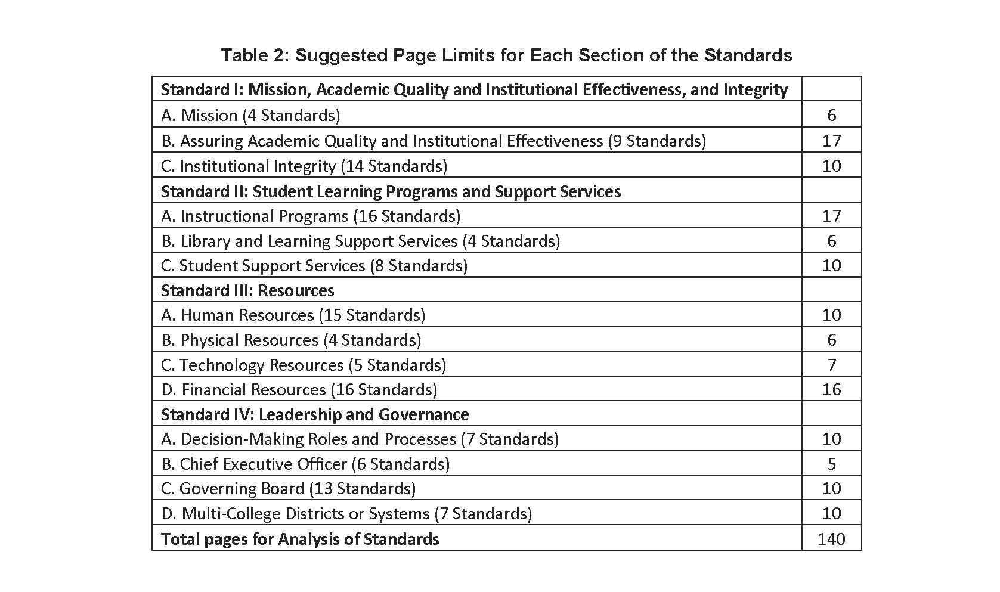 Table 2: Suggested Page Limits for Each Section of the Standards
Standard I: Mission, Academic Quality and Institutional Effectiveness, and Integrity
A. Mission (4 Standards) 6
B. Assuring Academic Quality and Institutional Effectiveness (9 Standards) 17
C. Institutional Integrity (14 Standards) 10
Standard II: Student Learning Programs and Support Services
A. Instructional Programs (16 Standards) 17
B. Library and Learning Support Services (4 Standards) 6
C. Student Support Services (8 Standards) 10
Standard III: Resources
A. Human Resources (15 Standards) 10
B. Physical Resources (4 Standards) 6
C. Technology Resources (5 Standards) 7
D. Financial Resources (16 Standards) 16
Standard IV: Leadership and Governance
A. Decision-Making Roles and Processes (7 Standards) 10
B. Chief Executive Officer (6 Standards) 5
C. Governing Board (13 Standards) 10
D. Multi-College Districts or Systems (7 Standards) 10
Total pages for Analysis of Standards 140